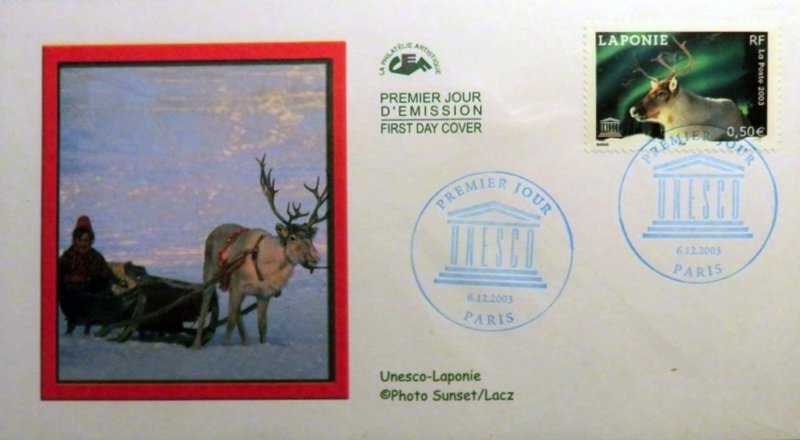 LA PHILATÉLIE ARTISTIQUE
CEF
PREMIER JOUR
D'EMISSION
FIRST DAY COVER
LAPONIE
RF
La Poste 2003
0,50€
PREMIER JOUR
UNESCO
6.12.2003
PARIS
PREMIER JOUR
UNESCO
6.12.2003
PARIS
Unesco-Laponie
©Photo Sunset/Lacz